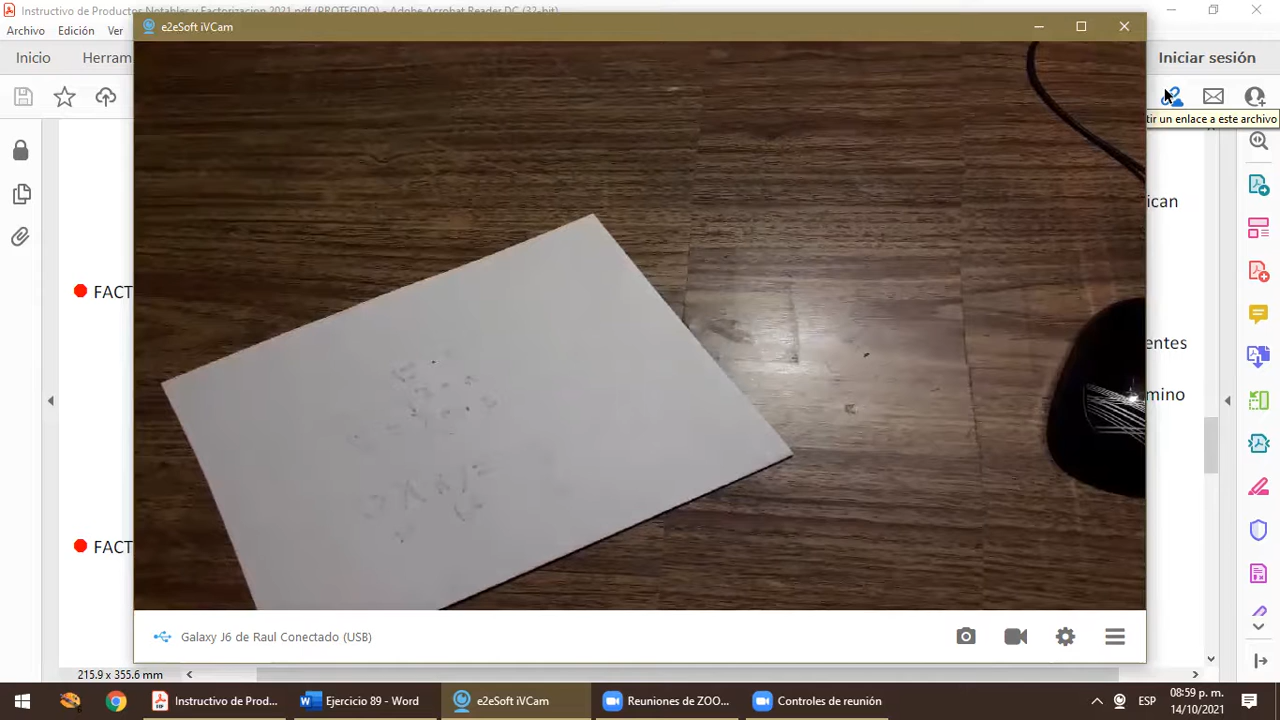 Instructivo de Productos Notables y Factorizacion 2021.pdf (PROTEGIDO) - Adobe Acrobat Reader DC (32-bit)
e2eSoft iVCam
Archivo Edición Ver
Inicio Herram
Iniciar sesión
tir un enlace a este archivo
ican
FACT
entes
mino
FACT
Galaxy J6 de Raul Conectado (USB)
215.9 x 355.6 mm
Instructivo de Prod...
Ejercicio 89 - Word
e2eSoft iVCam
Reuniones de ZOO...
Controles de reunión
ESP
08:59 p. m.
14/10/2021